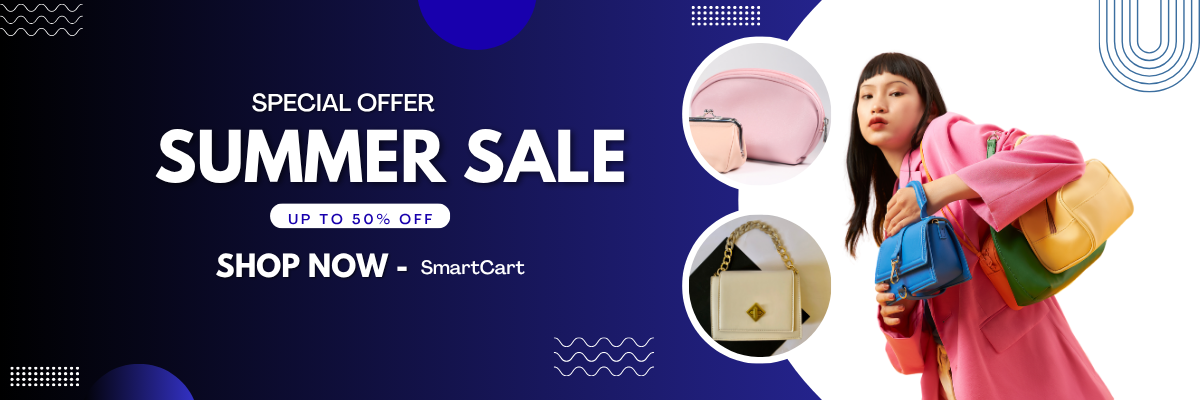 SPECIAL OFFER
SUMMER SALE
UP TO 50% OFF
SHOP NOW - SmartCart